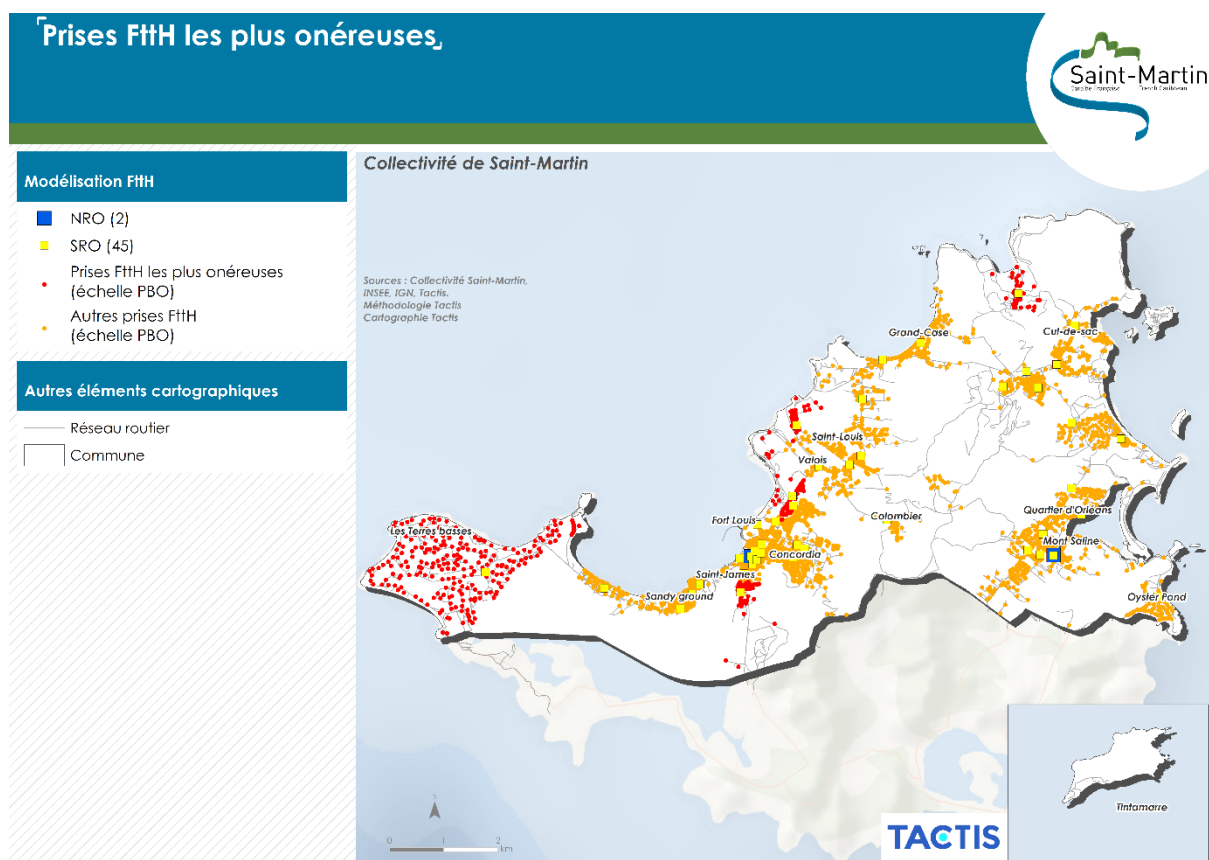 Prises FttH les plus onéreuses
Saint-Martin
Caraïbe Française French Caribbean
Modélisation FttH
NRO (2)
SRO (45)
Prises FttH les plus onéreuses
(échelle PBO)
Autres prises FttH
(échelle PBO)
Autres éléments cartographiques
Réseau routier
Commune
Collectivité de Saint-Martin
Sources : Collectivité Saint-Martin,
INSEE, IGN, Tactis.
Méthodologie Tactis
Cartographie Tactis
Grand-Case
Cul-de-sac
Saint-Louis
Valois
Fort Louis
Colombier
Quartier d'Orléans
Les Terres basses
Concordia
Mont Saline
Saint-James
Sandy ground
Oyster Pond
Tintamarre
0 1 2
km
TACTIS